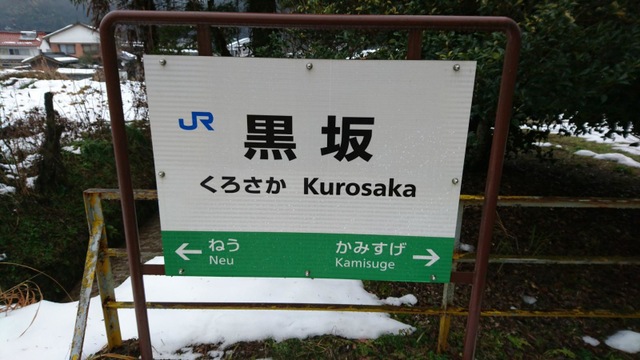 JR
黒坂
くろさか Kurosaka
ねう かみすげ
Neu Kamisuge